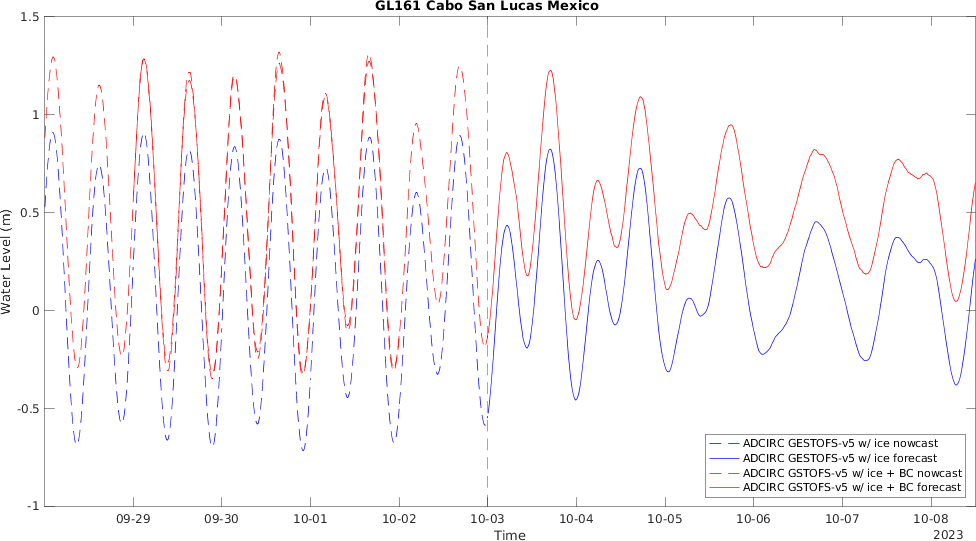 GL161 Cabo San Lucas Mexico
1.5
1
0.5
0
-0.5
-1
Water Level (m)
ADCIRC GESTOFS-v5 w/ ice nowcast
ADCIRC GESTOFS-v5 w/ ice forecast
ADCIRC GSTOFS-v5 w/ ice + BC nowcast
ADCIRC GSTOFS-v5 w/ ice + BC forecast
09-29 09-30 10-01 10-02 10-03 10-04 10-05 10-06 10-07 10-08
Time
2023